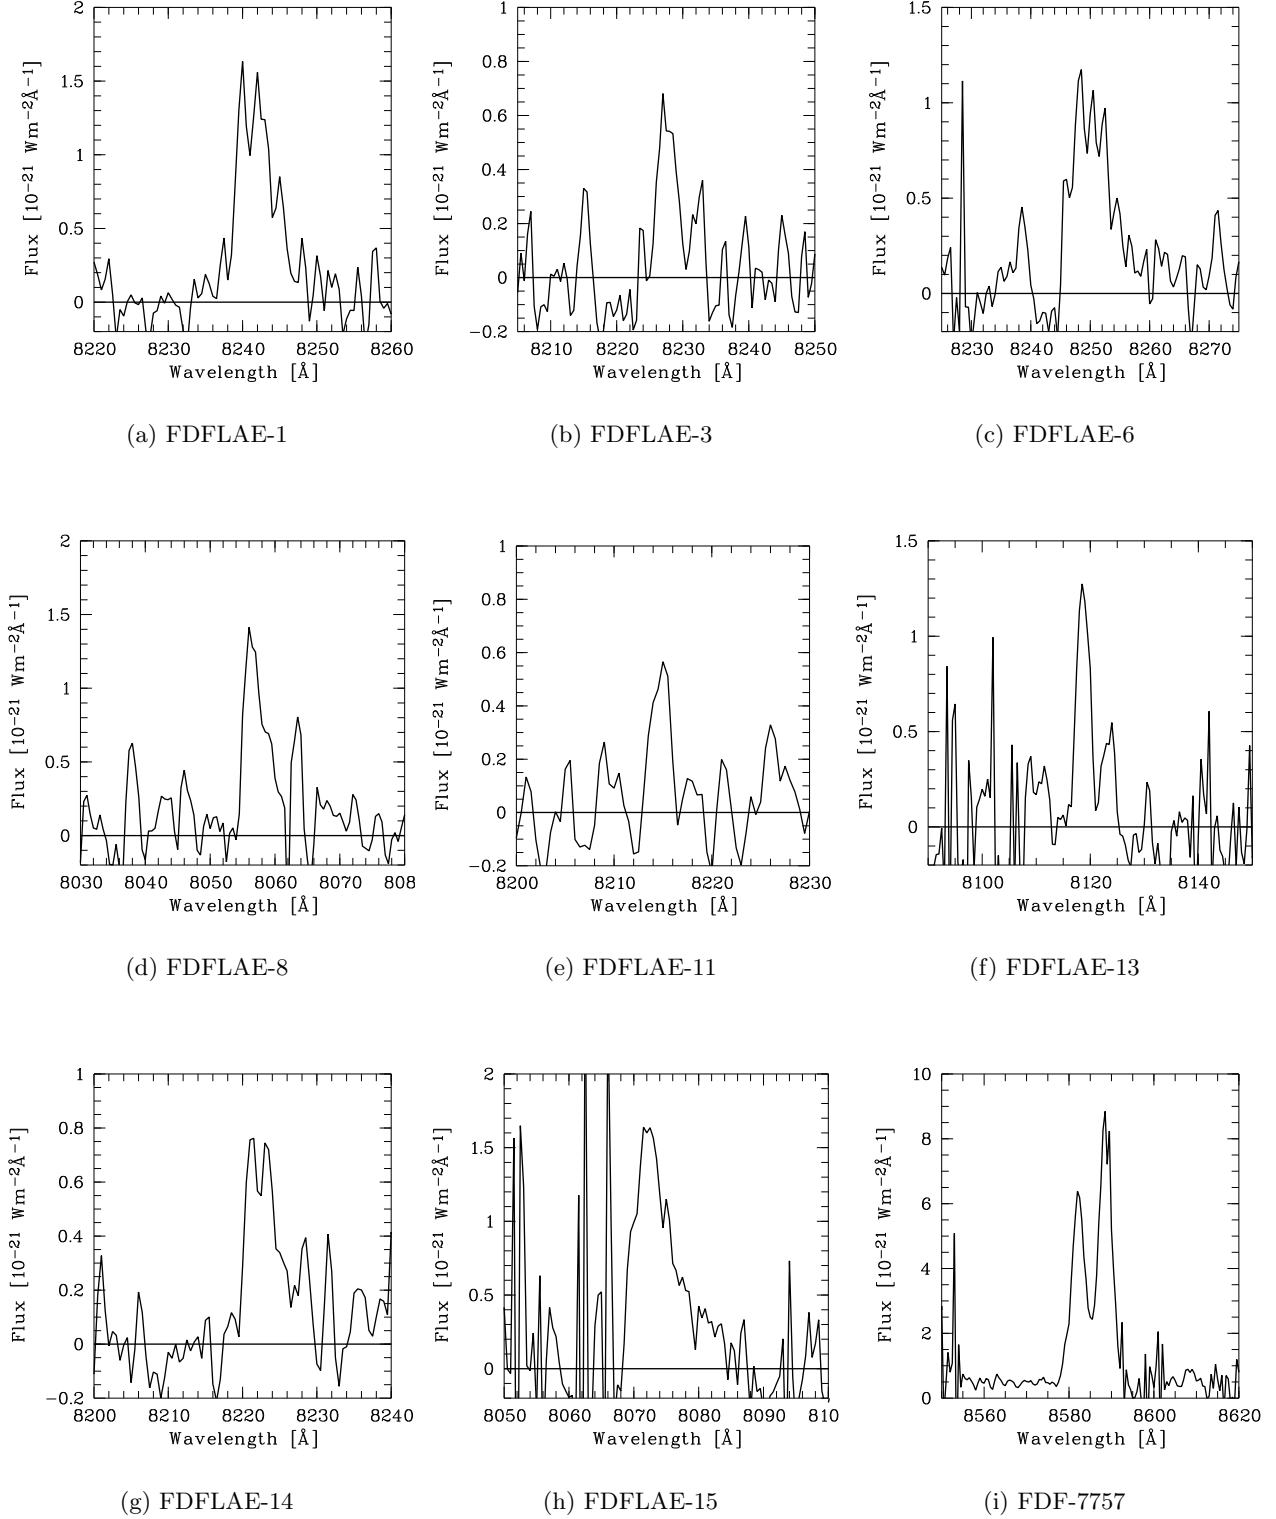 Flux [10−21 Wm−2Å−1]
2
1.5
1
0.5
0
8220 8230 8240 8250 8260
Wavelength [Å]
(a) FDFLAE-1
Flux [10−21 Wm−2Å−1]
1
0.8
0.6
0.4
0.2
0
−0.2
8210 8220 8230 8240 8250
Wavelength [Å]
(b) FDFLAE-3
Flux [10−21 Wm−2Å−1]
1.5
1
0.5
0
8230 8240 8250 8260 8270
Wavelength [Å]
(c) FDFLAE-6
Flux [10−21 Wm−2Å−1]
2
1.5
1
0.5
0
8030 8040 8050 8060 8070 808
Wavelength [Å]
(d) FDFLAE-8
Flux [10−21 Wm−2Å−1]
1
0.8
0.6
0.4
0.2
0
−0.2
8200 8210 8220 8230
Wavelength [Å]
(e) FDFLAE-11
Flux [10−21 Wm−2Å−1]
1.5
1
0.5
0
8100 8120 8140
Wavelength [Å]
(f) FDFLAE-13
Flux [10−21 Wm−2Å−1]
1
0.8
0.6
0.4
0.2
0
−0.2
8200 8210 8220 8230 8240
Wavelength [Å]
(g) FDFLAE-14
Flux [10−21 Wm−2Å−1]
2
1.5
1
0.5
0
8050 8060 8070 8080 8090 810
Wavelength [Å]
(h) FDFLAE-15
Flux [10−21 Wm−2Å−1]
10
8
6
4
2
0
8560 8580 8600 8620
Wavelength [Å]
(i) FDF-7757